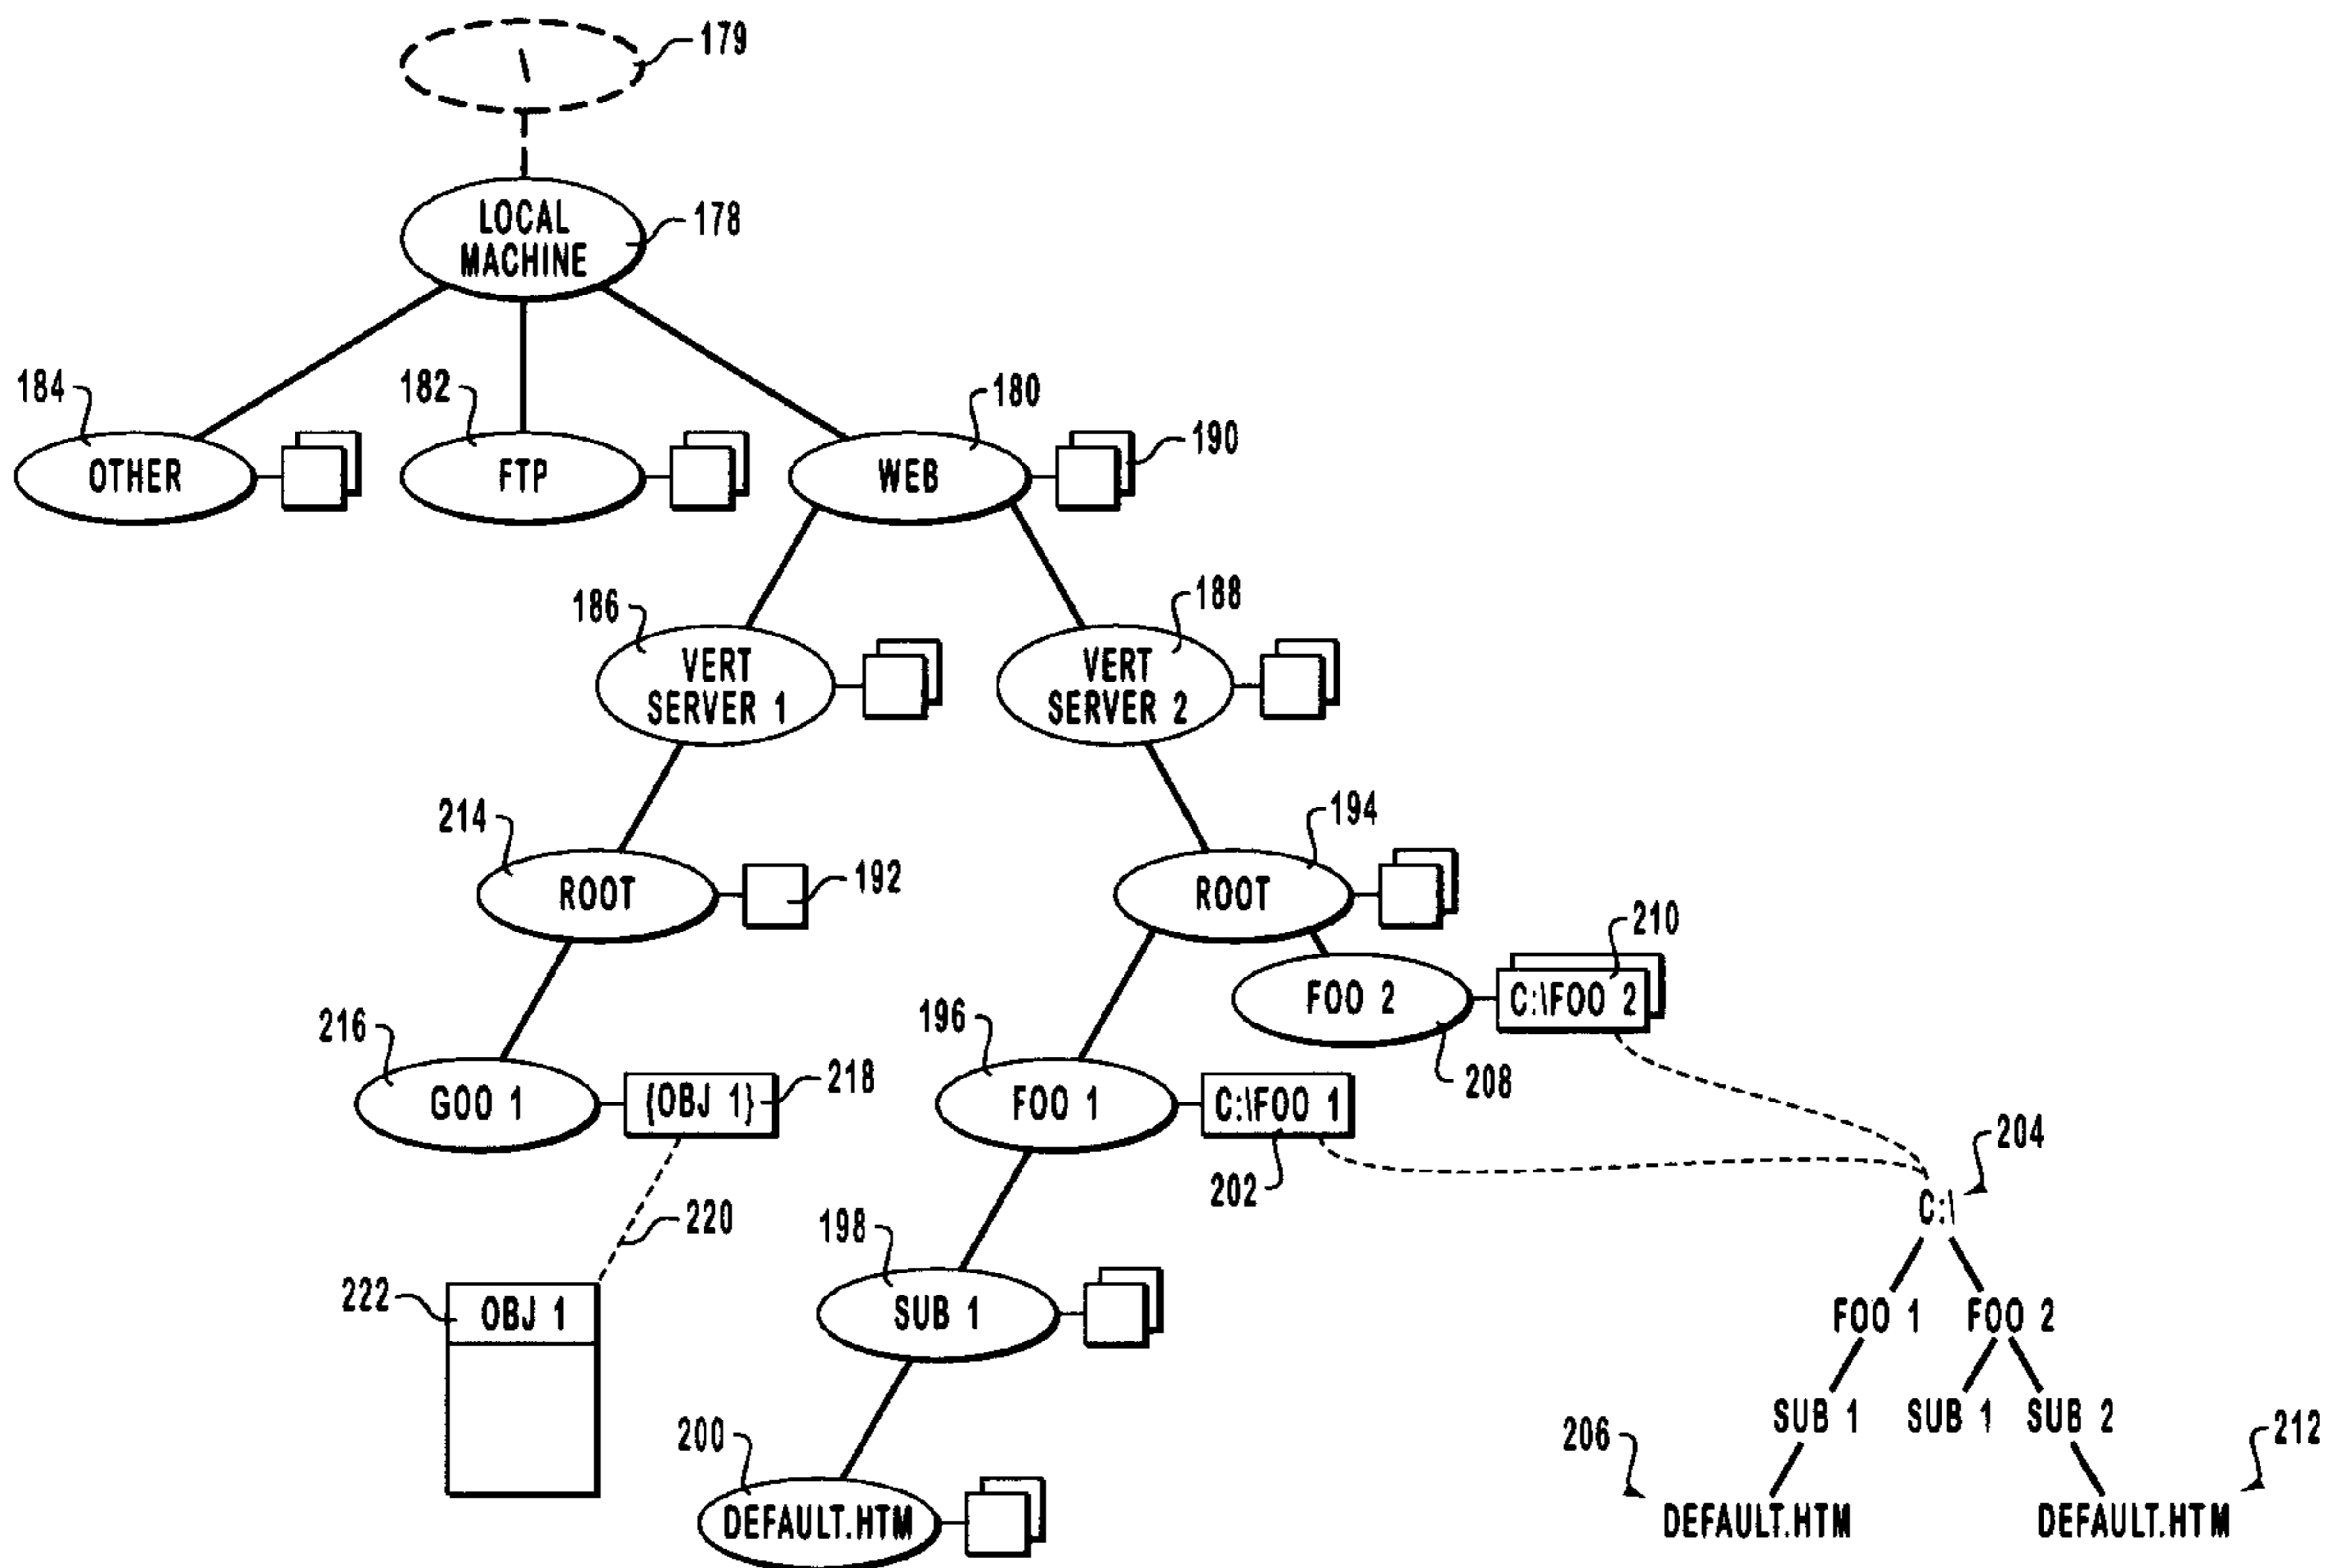 \
179
LOCAL
MACHINE
178
184
182
180
190
OTHER
FTP
WEB
186
188
VERT
SERVER 1
VERT
SERVER 2
214
194
ROOT
192
ROOT
210
216
196
FOO 2
C:\FOO 2
208
GOO 1
{OBJ 1}
218
FOO 1
C:\FOO 1
202
204
220
198
C:\
222
OBJ 1
SUB 1
FOO 1
FOO 2
200
206
SUB 1
SUB 1
SUB 2
212
DEFAULT.HTM
DEFAULT.HTM
DEFAULT.HTM